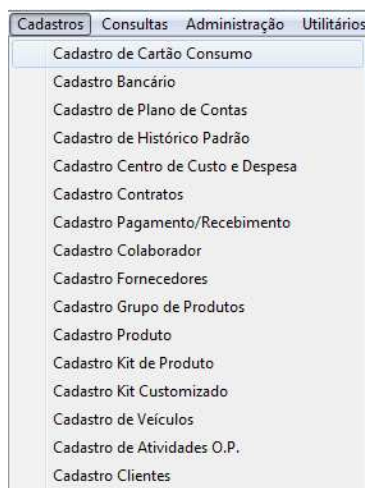 Cadastros Consultas Administração Utilitários
Cadastro de Cartão Consumo
Cadastro Bancário
Cadastro de Plano de Contas
Cadastro de Histórico Padrão
Cadastro Centro de Custo e Despesa
Cadastro Contratos
Cadastro Pagamento/Recebimento
Cadastro Colaborador
Cadastro Fornecedores
Cadastro Grupo de Produtos
Cadastro Produto
Cadastro Kit de Produto
Cadastro Kit Customizado
Cadastro de Veículos
Cadastro de Atividades O.P.
Cadastro Clientes